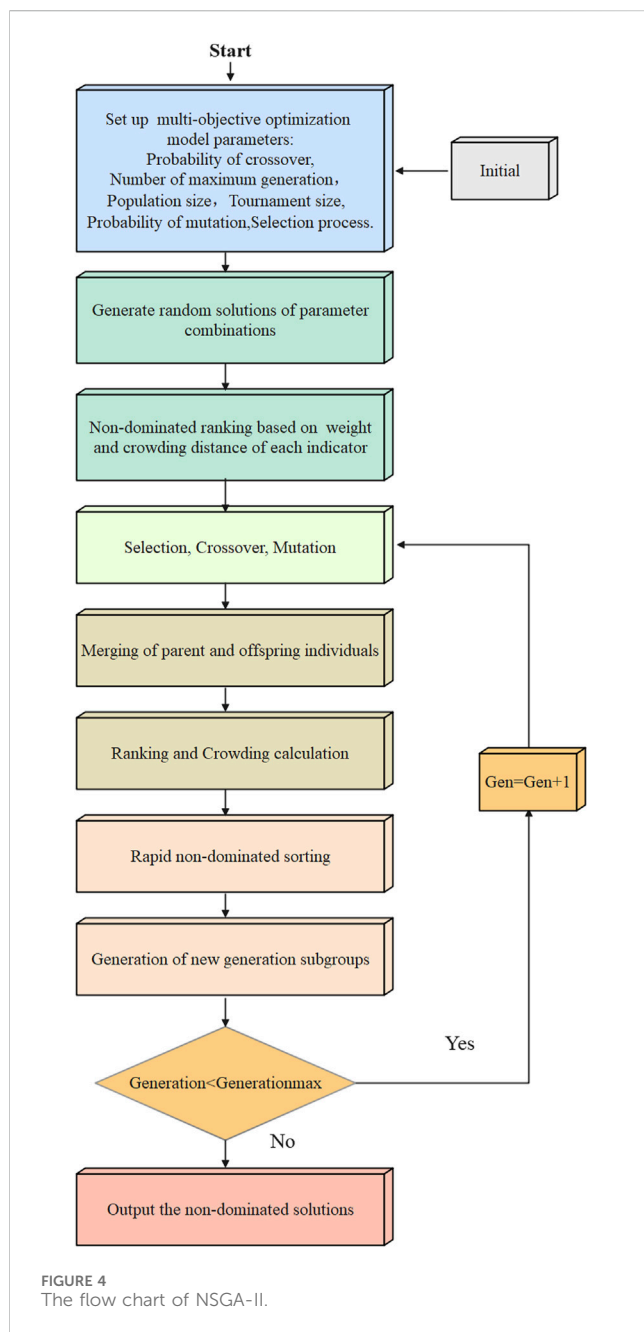 Start
Set up multi-objective optimization
model parameters:
Probability of crossover,
Number of maximum generation，
Population size，Tournament size,
Probability of mutation,Selection process.
Initial
Generate random solutions of parameter
combinations
Non-dominated ranking based on weight
and crowding distance of each indicator
Selection, Crossover, Mutation
Merging of parent and offspring individuals
Ranking and Crowding calculation
Gen=Gen+1
Rapid non-dominated sorting
Generation of new generation subgroups
Yes
Generation<Generationmax
No
Output the non-dominated solutions
FIGURE 4
The flow chart of NSGA-II.